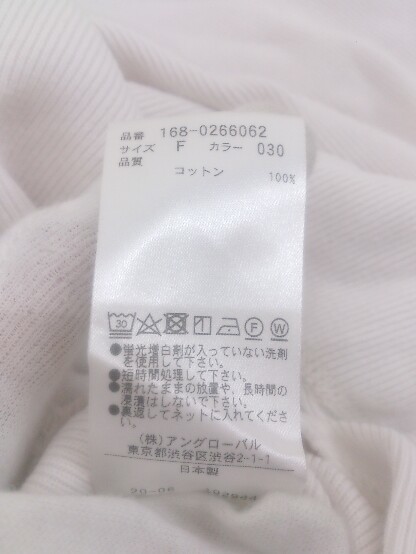 品番 168-0266062
サイズ F カラー 030
品質
コットン 100%
30 F W
●蛍光増白剤が入っていない洗剤
を使用して下さい。
●短時間処理して下さい。
●濡れたままの放置や、長時間の
浸漬はしないで下さい。
●裏返してネットに入れてくだ
さい。
(株)アングローバル
東京都渋谷区渋谷2-1-1
日本製